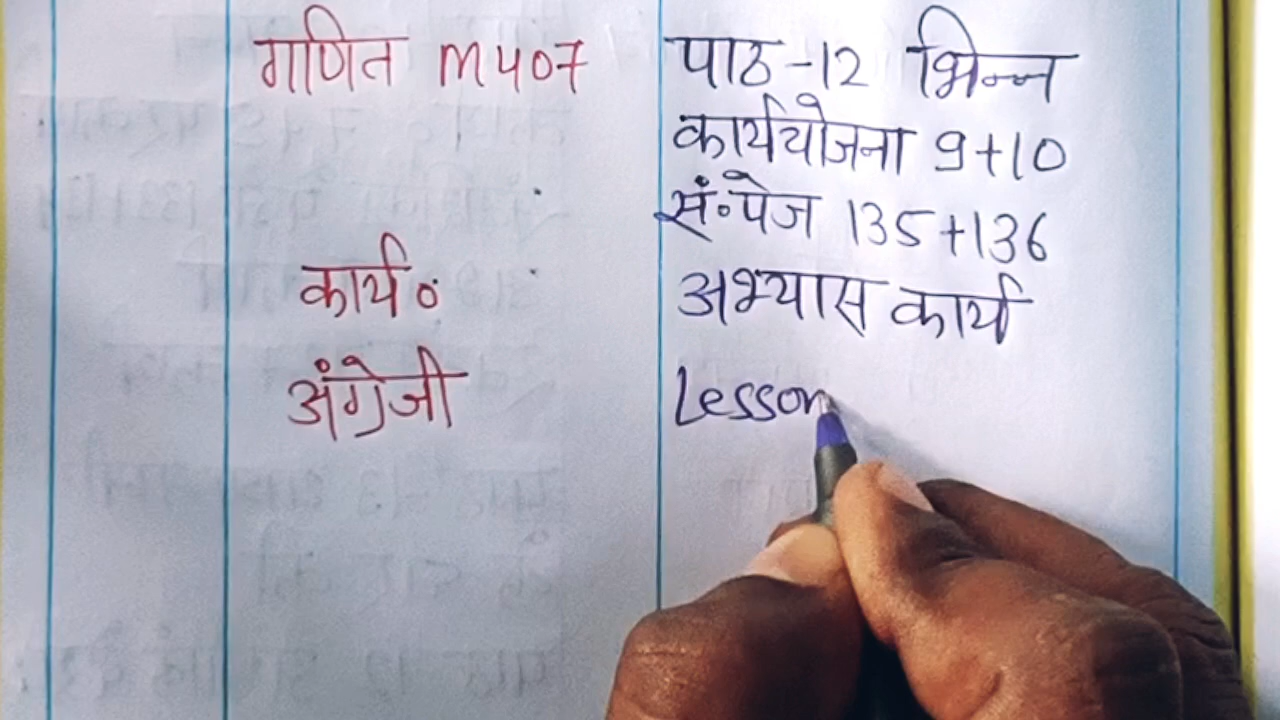 गणित M407 पाठ-12 भिन्न
कार्ययोजना 9+10
सं॰पेज 135+136
कार्य॰ अभ्यास कार्य
अंग्रेजी Lesson